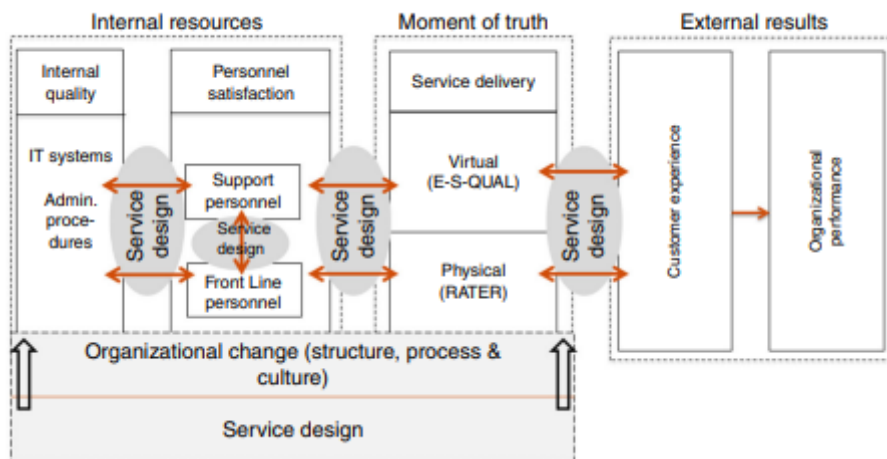 Internal resources
Moment of truth
External results
Internal
quality
Personnel
satisfaction
Service delivery
IT systems
Admin.
proce-
dures
Service
design
Support
personnel
Service
design
Front Line
personnel
Service
design
Virtual
(E-S-QUAL)
Physical
(RATER)
Service
design
Customer experience
Organizational
performance
Organizational change (structure, process &
culture)
Service design